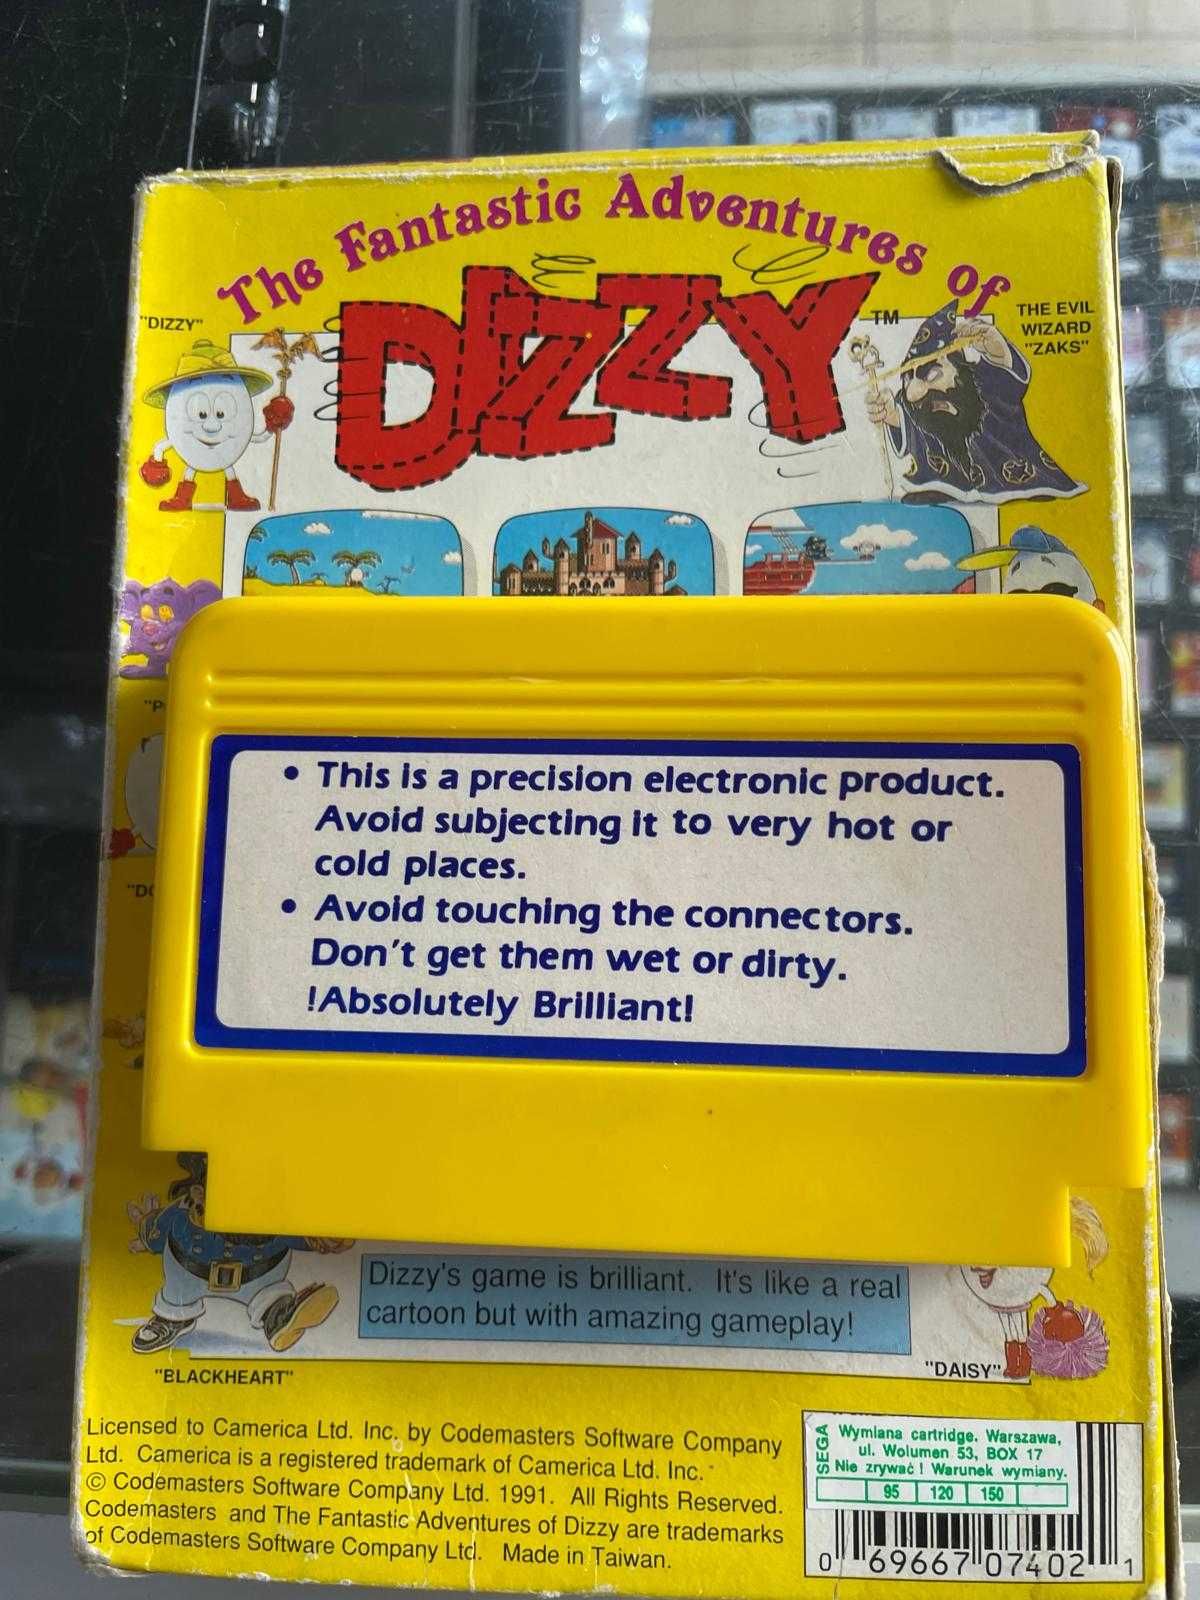 The Fantastic Adventures of
DIZZY™
"DIZZY"
THE EVIL
WIZARD
"ZAKS"
• This is a precision electronic product.
Avoid subjecting it to very hot or
cold places.
• Avoid touching the connectors.
Don't get them wet or dirty.
!Absolutely Brilliant!
Dizzy's game is brilliant. It's like a real
cartoon but with amazing gameplay!
"BLACKHEART"
"DAISY"
Licensed to Camerica Ltd. Inc. by Codemasters Software Company
Ltd. Camerica is a registered trademark of Camerica Ltd. Inc.
© Codemasters Software Company Ltd. 1991. All Rights Reserved.
Codemasters and The Fantastic Adventures of Dizzy are trademarks
of Codemasters Software Company Ltd. Made in Taiwan.
SEGA
Wymiana cartridge. Warszawa,
ul. Wolumen 53, BOX 17
Nie zrywać! Warunek wymiany.
95 120 150
0 69667 07402 1